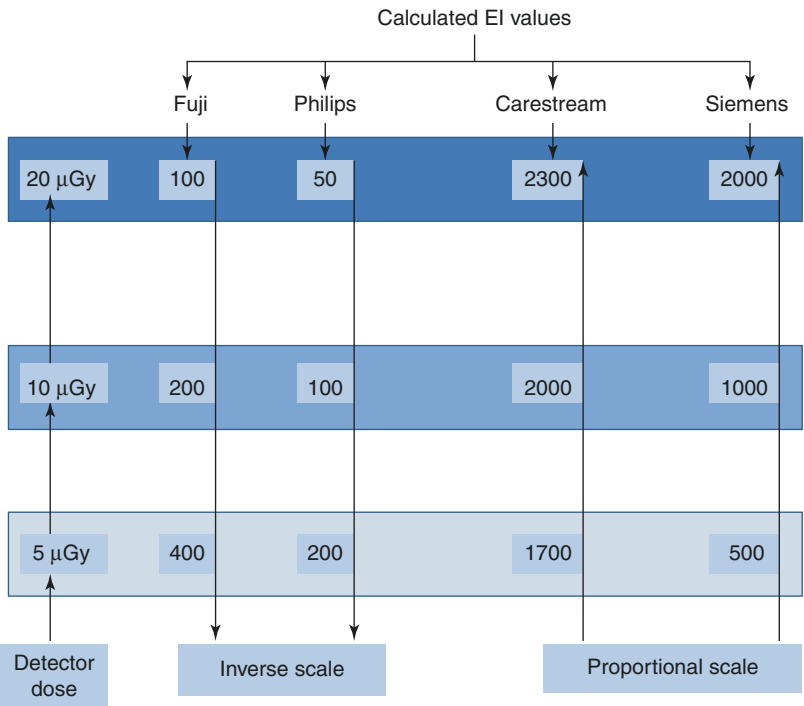 Calculated EI values
Fuji Philips Carestream Siemens
20 μGy 100 50 2300 2000
10 μGy 200 100 2000 1000
5 μGy 400 200 1700 500
Detector
dose
Inverse scale
Proportional scale